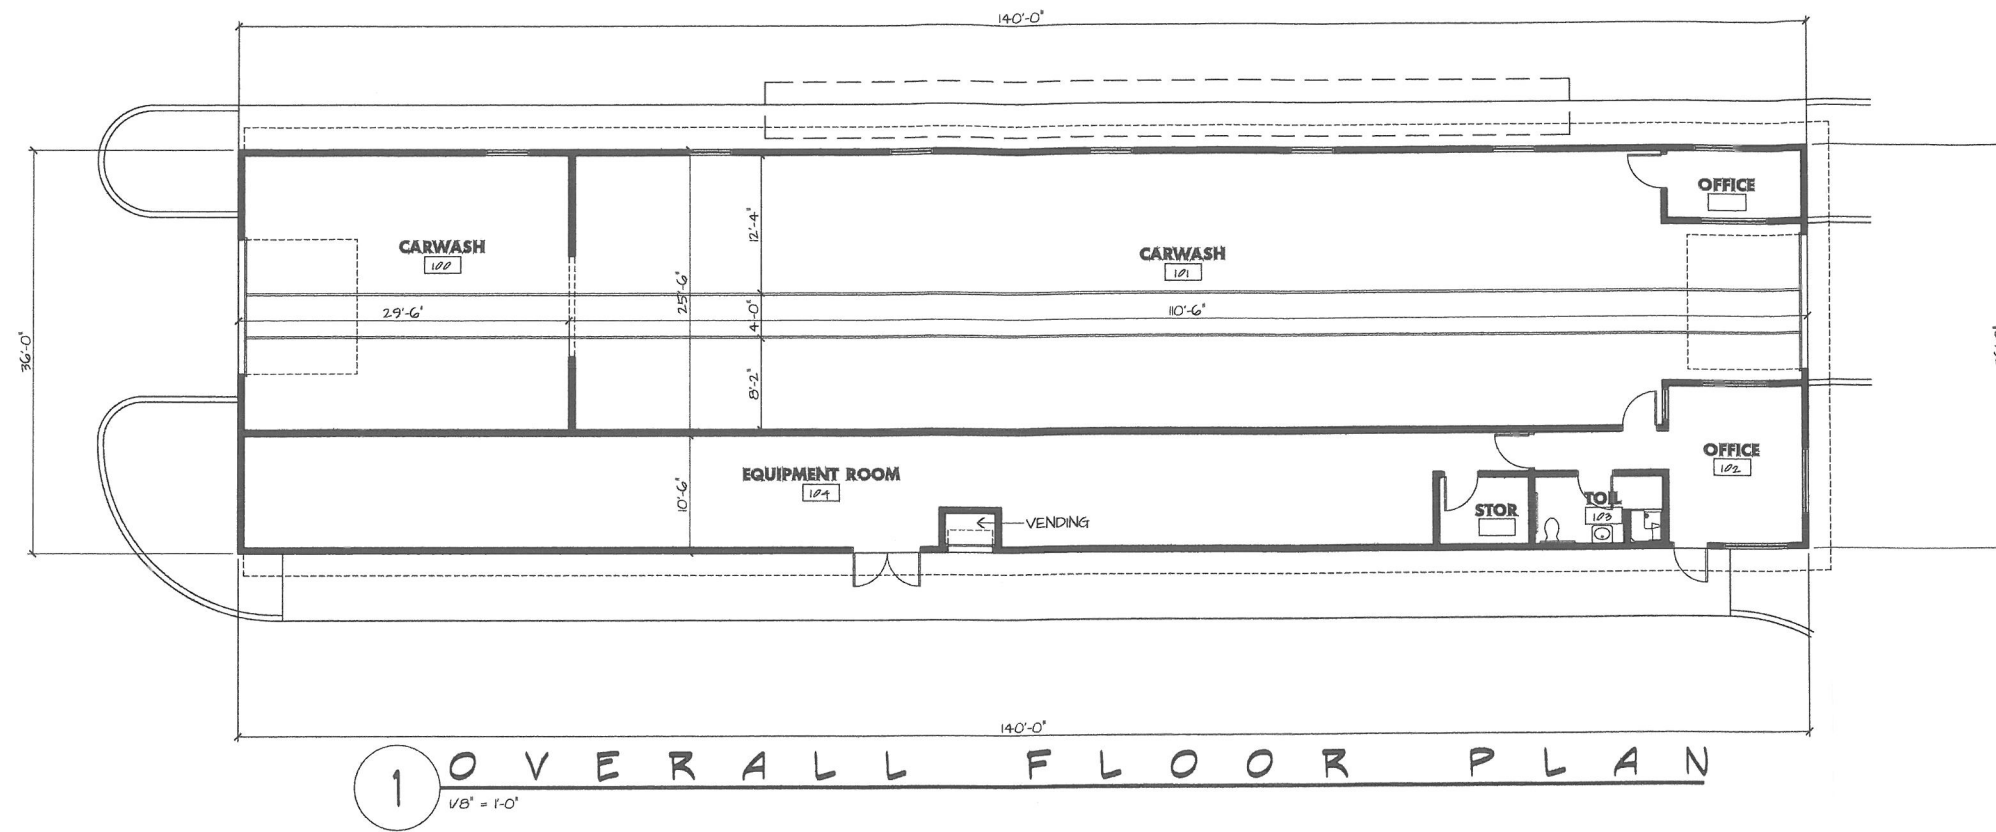 140'-0"
OFFICE
CARWASH
100
CARWASH
101
12'-4"
25'-6"
4'-0"
29'-6"
110'-6"
36'-0"
8'-2"
OFFICE
102
EQUIPMENT ROOM
104
10'-6"
STOR
TOIL
103
VENDING
140'-0"
1
OVERALL FLOOR PLAN
1/8" = 1'-0"